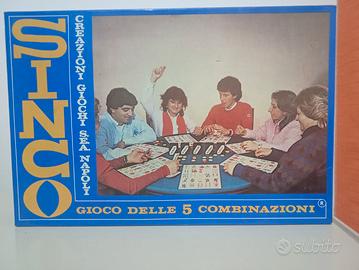 SINCO
CREAZIONI GIOCHI S.E.A. NAPOLI
GIOCO DELLE 5 COMBINAZIONI ®
subito